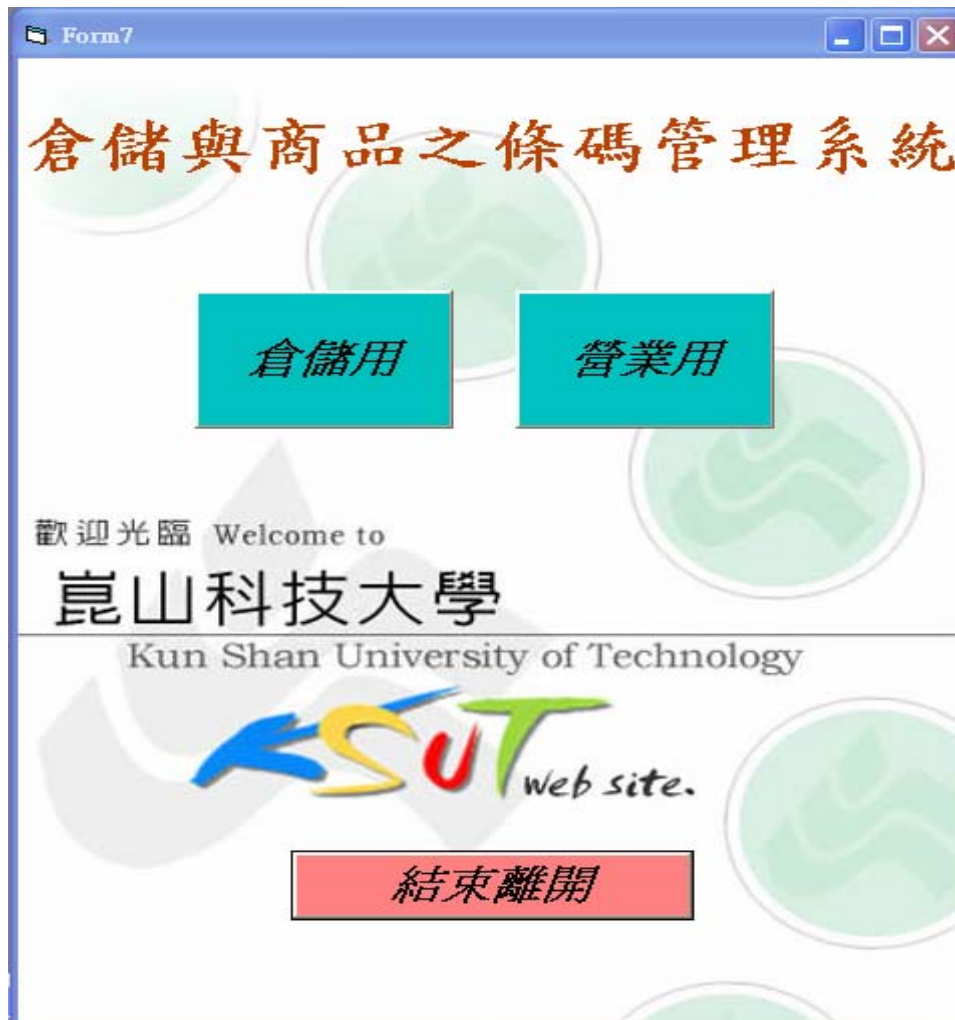 Form7
倉儲與商品之條碼管理系統
倉儲用 營業用
歡迎光臨 Welcome to
崑山科技大學
Kun Shan University of Technology
KSUT web site.
結束離開